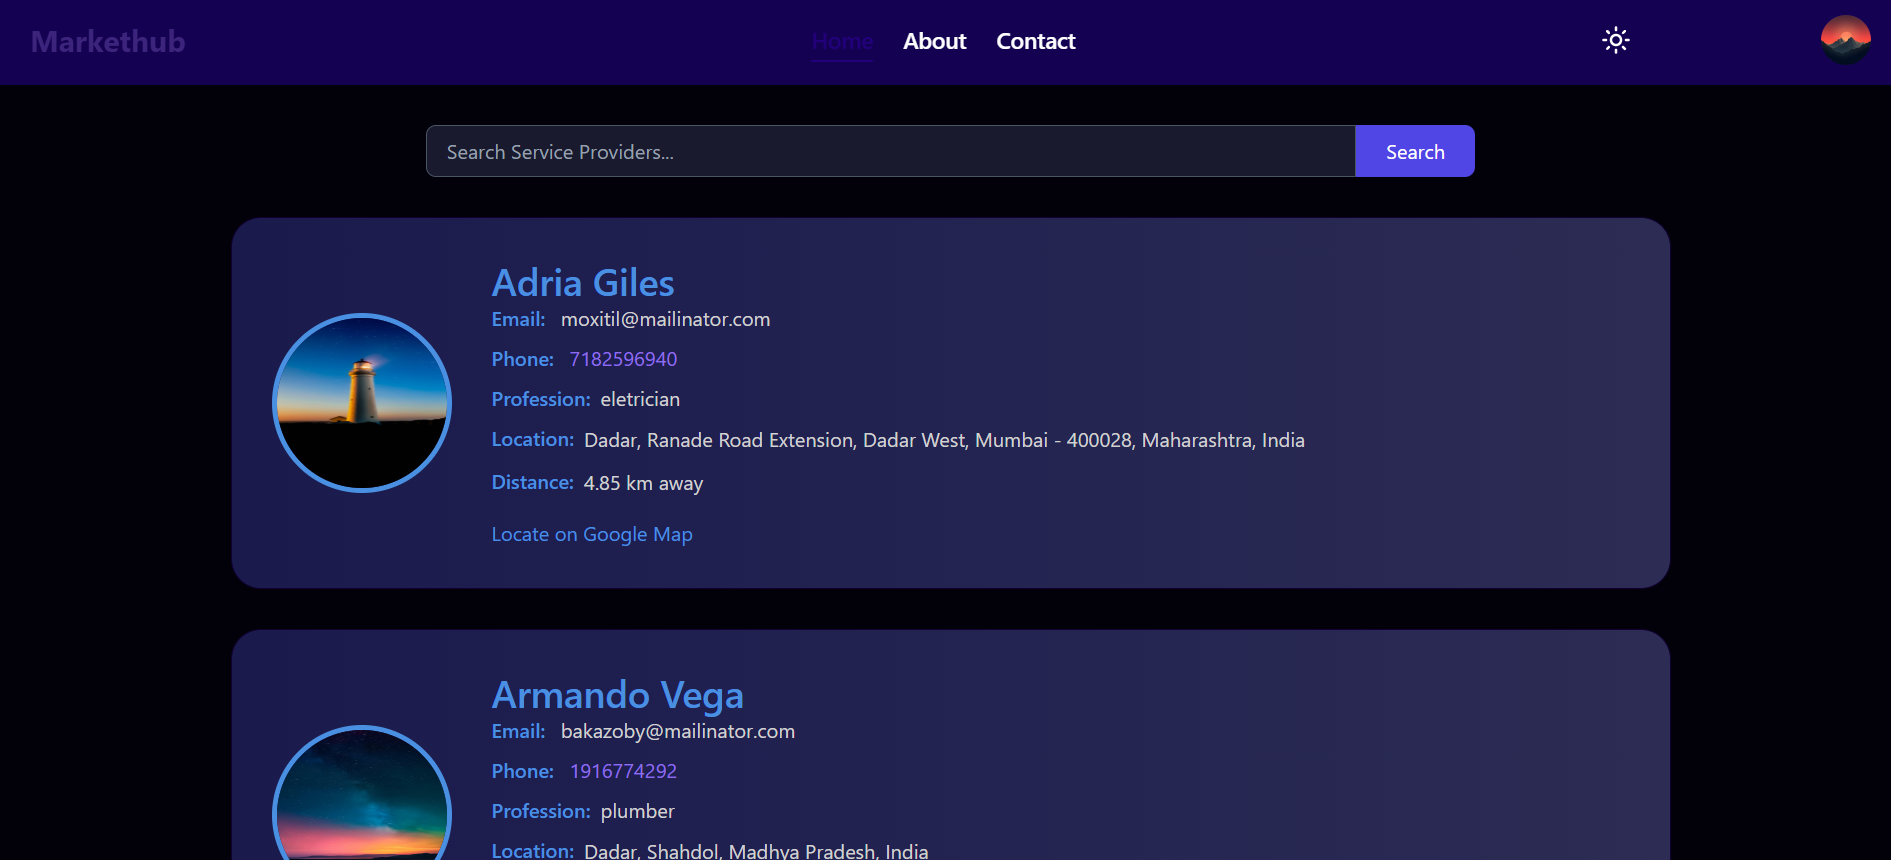 Markethub
Home About Contact
Search Service Providers...
Search
Adria Giles
Email: moxitil@mailinator.com
Phone: 7182596940
Profession: eletrician
Location: Dadar, Ranade Road Extension, Dadar West, Mumbai - 400028, Maharashtra, India
Distance: 4.85 km away
Locate on Google Map
Armando Vega
Email: bakazoby@mailinator.com
Phone: 1916774292
Profession: plumber
Location: Dadar, Shahdol, Madhya Pradesh, India